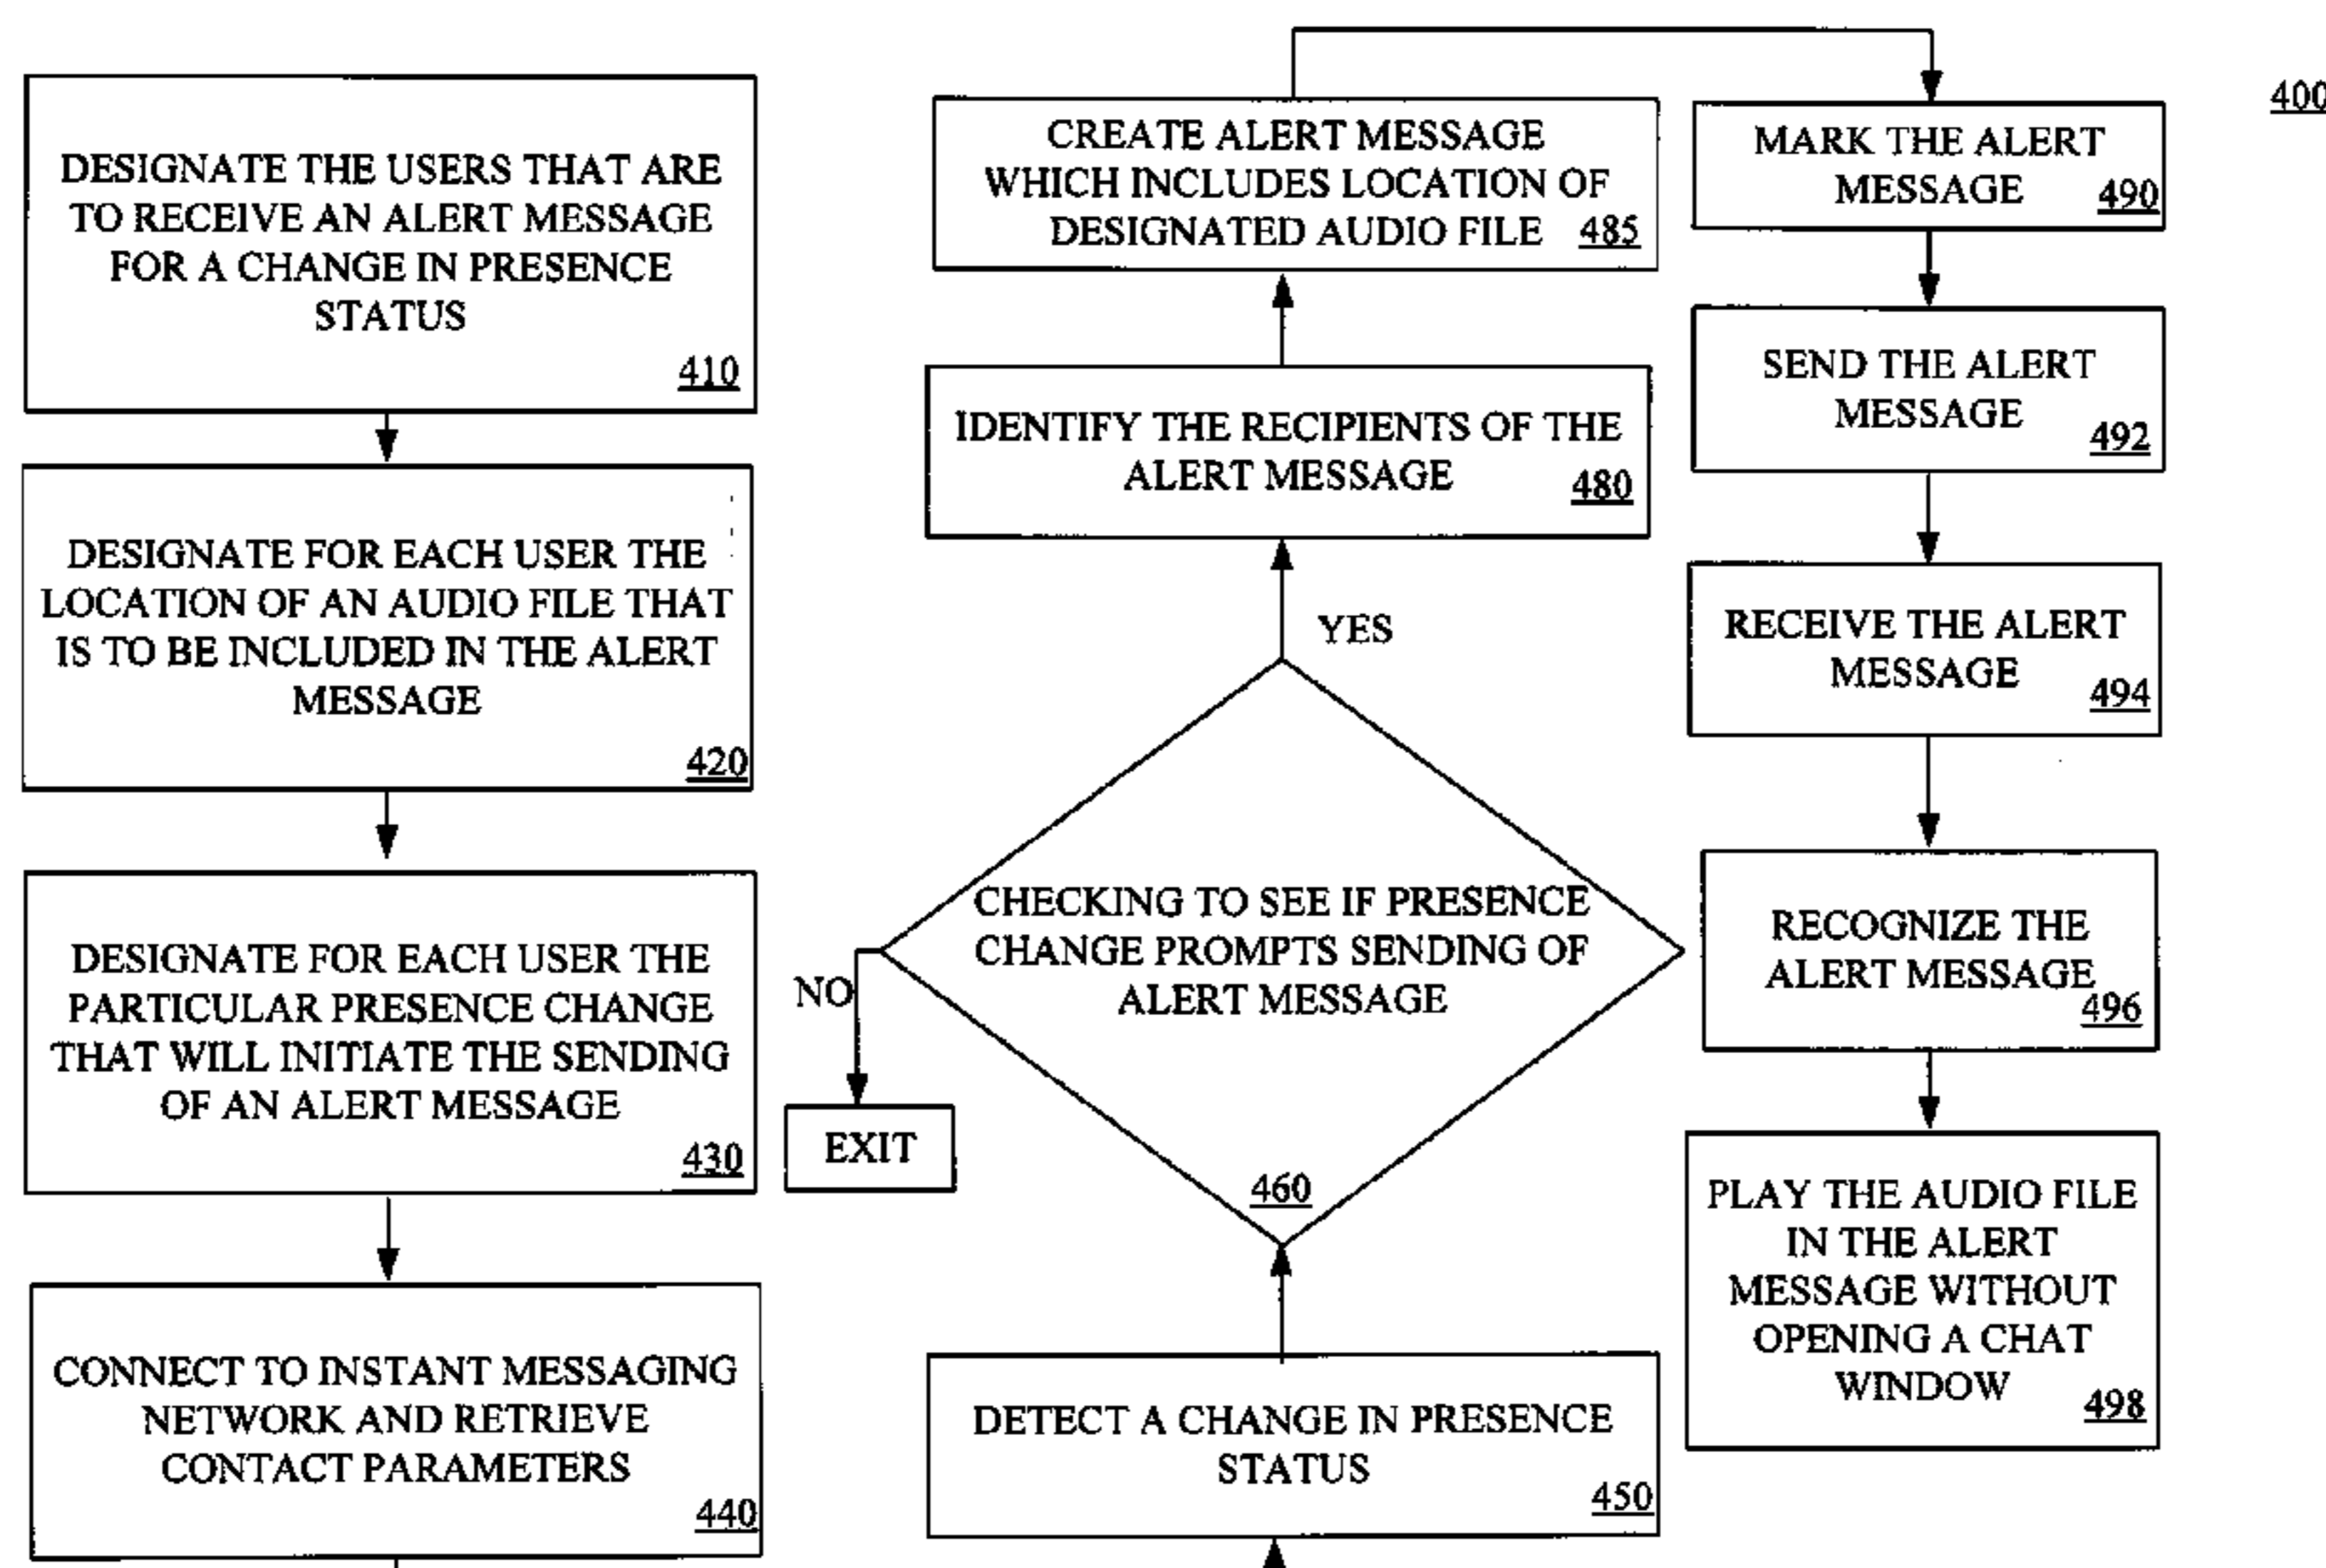 DESIGNATE THE USERS THAT ARE
TO RECEIVE AN ALERT MESSAGE
FOR A CHANGE IN PRESENCE
STATUS
410
DESIGNATE FOR EACH USER THE
LOCATION OF AN AUDIO FILE THAT
IS TO BE INCLUDED IN THE ALERT
MESSAGE
420
DESIGNATE FOR EACH USER THE
PARTICULAR PRESENCE CHANGE
THAT WILL INITIATE THE SENDING
OF AN ALERT MESSAGE
430
CONNECT TO INSTANT MESSAGING
NETWORK AND RETRIEVE
CONTACT PARAMETERS
440
DETECT A CHANGE IN PRESENCE
STATUS
450
CHECKING TO SEE IF PRESENCE
CHANGE PROMPTS SENDING OF
ALERT MESSAGE
460
NO
EXIT
YES
IDENTIFY THE RECIPIENTS OF THE
ALERT MESSAGE
480
CREATE ALERT MESSAGE
WHICH INCLUDES LOCATION OF
DESIGNATED AUDIO FILE 485
MARK THE ALERT
MESSAGE
490
SEND THE ALERT
MESSAGE
492
RECEIVE THE ALERT
MESSAGE
494
RECOGNIZE THE
ALERT MESSAGE
496
PLAY THE AUDIO FILE
IN THE ALERT
MESSAGE WITHOUT
OPENING A CHAT
WINDOW
498
400